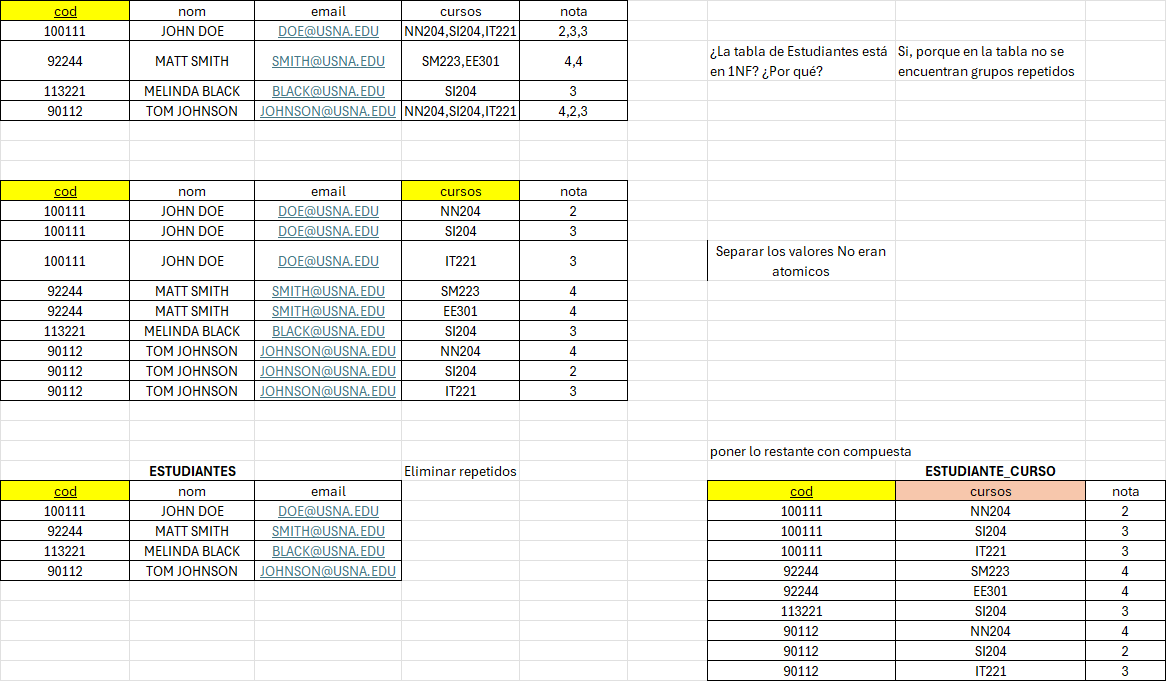 cod nom email cursos nota
100111 JOHN DOE DOE@USNA.EDU NN204,SI204,IT221 2,3,3
92244 MATT SMITH SMITH@USNA.EDU SM223,EE301 4,4
¿La tabla de Estudiantes está
en 1NF? ¿Por qué?
Si, porque en la tabla no se
encuentran grupos repetidos
113221 MELINDA BLACK BLACK@USNA.EDU SI204 3
90112 TOM JOHNSON JOHNSON@USNA.EDU NN204,SI204,IT221 4,2,3
cod nom email cursos nota
100111 JOHN DOE DOE@USNA.EDU NN204 2
100111 JOHN DOE DOE@USNA.EDU SI204 3
100111 JOHN DOE DOE@USNA.EDU IT221 3
Separar los valores No eran
atomicos
92244 MATT SMITH SMITH@USNA.EDU SM223 4
92244 MATT SMITH SMITH@USNA.EDU EE301 4
113221 MELINDA BLACK BLACK@USNA.EDU SI204 3
90112 TOM JOHNSON JOHNSON@USNA.EDU NN204 4
90112 TOM JOHNSON JOHNSON@USNA.EDU SI204 2
90112 TOM JOHNSON JOHNSON@USNA.EDU IT221 3
ESTUDIANTES
Eliminar repetidos
cod nom email
100111 JOHN DOE DOE@USNA.EDU
92244 MATT SMITH SMITH@USNA.EDU
113221 MELINDA BLACK BLACK@USNA.EDU
90112 TOM JOHNSON JOHNSON@USNA.EDU
poner lo restante con compuesta
ESTUDIANTE_CURSO
cod cursos nota
100111 NN204 2
100111 SI204 3
100111 IT221 3
92244 SM223 4
92244 EE301 4
113221 SI204 3
90112 NN204 4
90112 SI204 2
90112 IT221 3